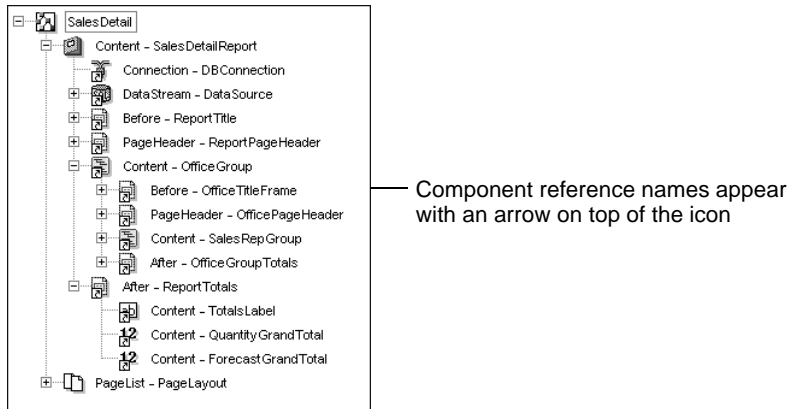 SalesDetail
Content - SalesDetailReport
Connection - DBConnection
DataStream - DataSource
Before - ReportTitle
PageHeader - ReportPageHeader
Content - OfficeGroup
Before - OfficeTitleFrame
PageHeader - OfficePageHeader
Content - SalesRepGroup
After - OfficeGroupTotals
After - ReportTotals
Content - TotalsLabel
Content - QuantityGrandTotal
Content - ForecastGrandTotal
PageList - PageLayout
Component reference names appear
with an arrow on top of the icon